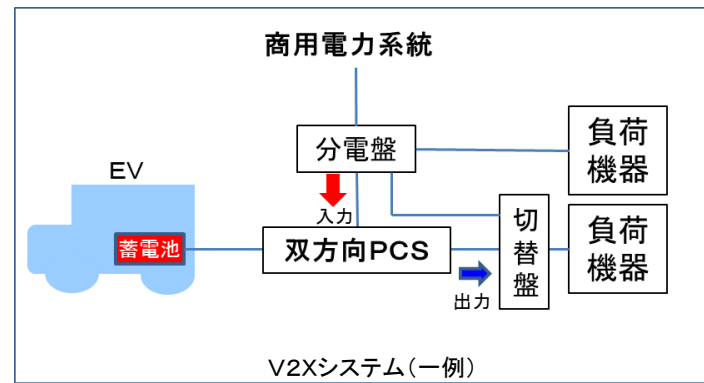 商用電力系統
分電盤
負荷
機器
EV
入力
蓄電池
双方向PCS
切
替
盤
負荷
機器
出力
V2Xシステム(一例)